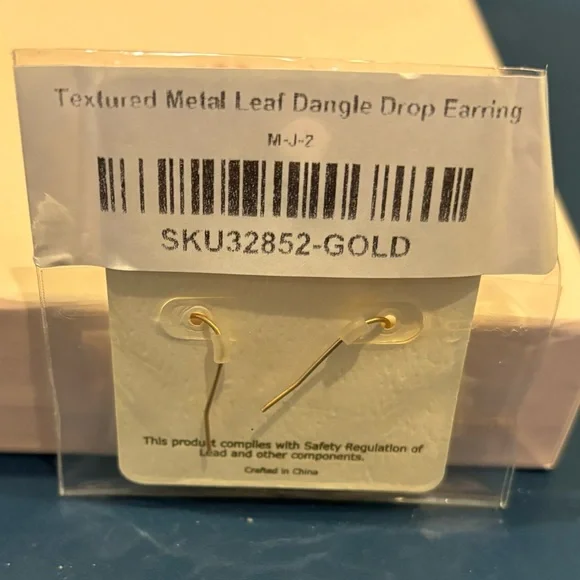 Textured Metal Leaf Dangle Drop Earring
M-J-2
SKU32852-GOLD
This product complies with Safety Regulation of
Lead and other components.
Crafted in China